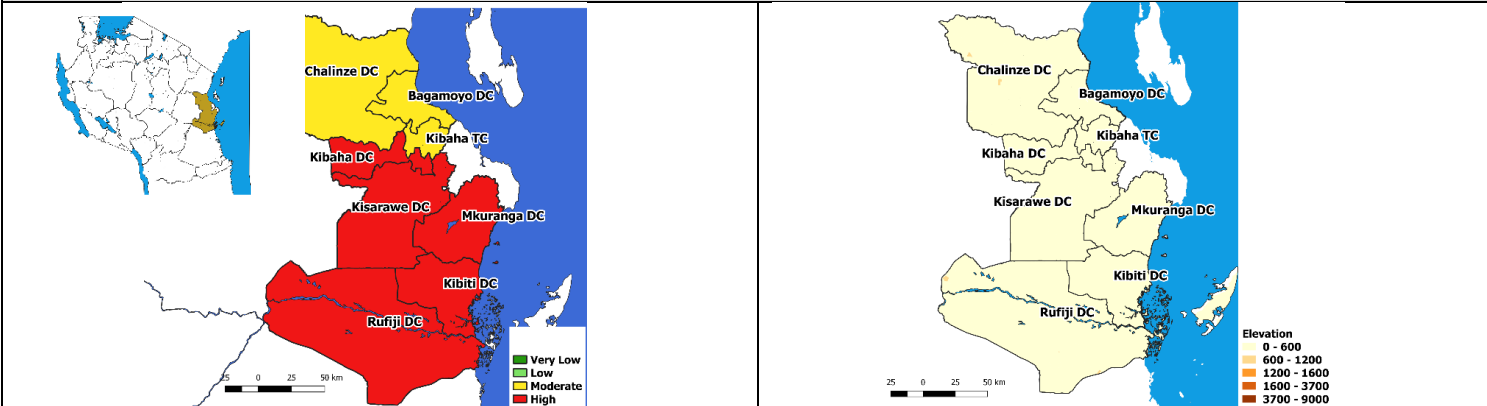 Chalinze DC
Bagamoyo DC
Kibaha TC
Kibaha DC
Kisarawe DC
Mkuranga DC
Kibiti DC
Rufiji DC
Very Low
Low
Moderate
High
25 0 25 50 km
Chalinze DC
Bagamoyo DC
Kibaha TC
Kibaha DC
Kisarawe DC
Mkuranga DC
Kibiti DC
Rufiji DC
Elevation
0 - 600
600 - 1200
1200 - 1600
1600 - 3700
3700 - 9000
25 0 25 50 km